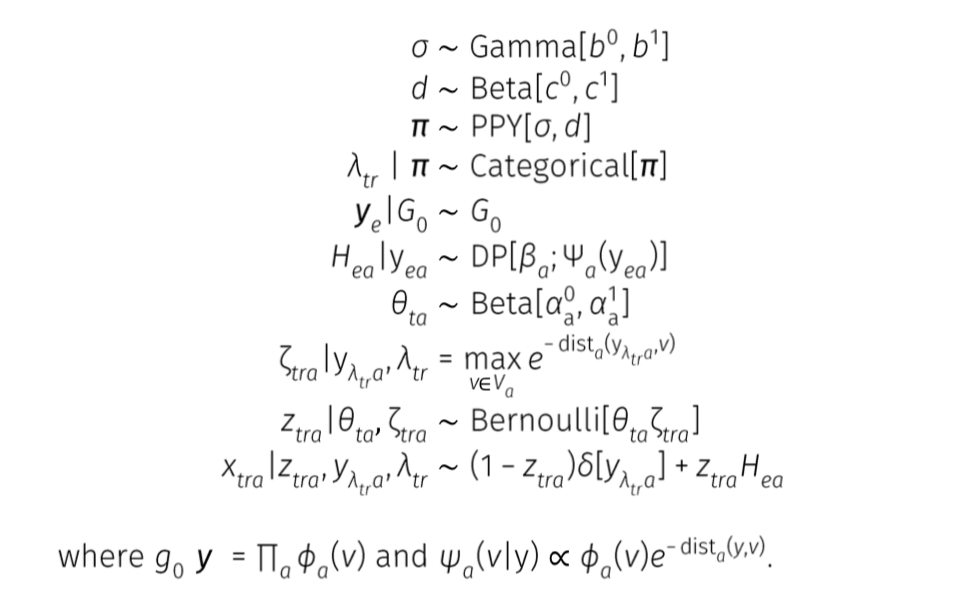 σ ~ Gamma[b⁰, b¹]
d ~ Beta[c⁰, c¹]
π ~ PPY[σ, d]
λ_tr | π ~ Categorical[π]
y_e|G₀ ~ G₀
H_ea|y_ea ~ DP[β_a; Ψ_a(y_ea)]
θ_ta ~ Beta[α_a⁰, α_a¹]
ζ_tra|y_{λ_tr a}, λ_tr = max_{v∈V_a} e^{- dist_a(y_{λ_tr a}, v)}
z_tra|θ_ta, ζ_tra ~ Bernoulli[θ_ta ζ_tra]
x_tra|z_tra, y_{λ_tr a}, λ_tr ~ (1 - z_tra)δ[y_{λ_tr a}] + z_tra H_ea
where g₀ y = ∏_a ϕ_a(v) and ψ_a(v|y) ∝ ϕ_a(v)e^{- dist_a(y,v)}.